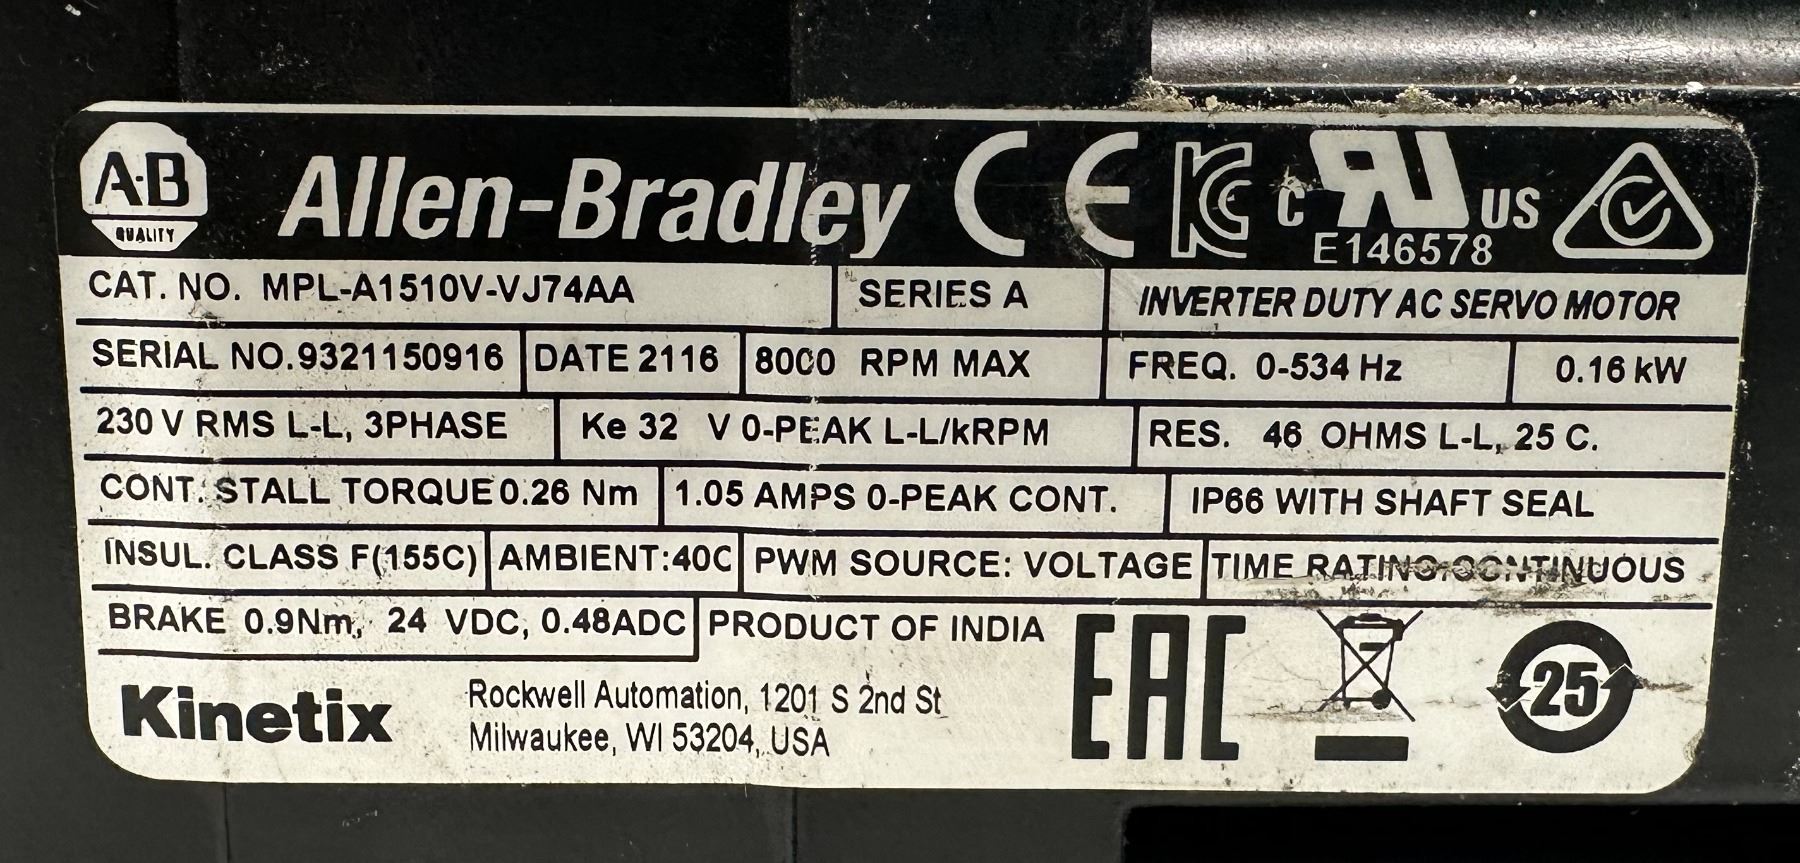 A-B QUALITY Allen-Bradley CE KC c RU US E146578
CAT. NO. MPL-A1510V-VJ74AA SERIES A INVERTER DUTY AC SERVO MOTOR
SERIAL NO.9321150916 DATE 2116 8000 RPM MAX FREQ. 0-534 Hz 0.16 kW
230 V RMS L-L, 3PHASE Ke 32 V 0-PEAK L-L/kRPM RES. 46 OHMS L-L, 25 C.
CONT. STALL TORQUE 0.26 Nm 1.05 AMPS 0-PEAK CONT. IP66 WITH SHAFT SEAL
INSUL. CLASS F(155C) AMBIENT:40C PWM SOURCE: VOLTAGE TIME RATING:CONTINUOUS
BRAKE 0.9Nm, 24 VDC, 0.48ADC PRODUCT OF INDIA
Kinetix Rockwell Automation, 1201 S 2nd St EAC 25
Milwaukee, WI 53204, USA